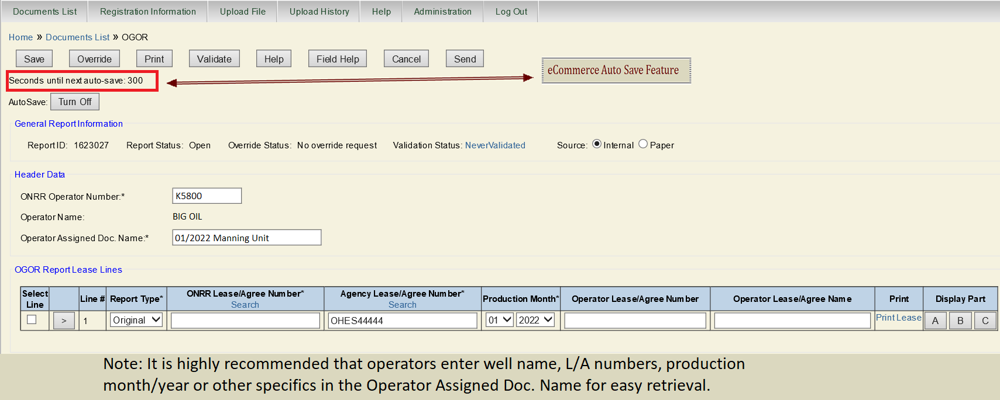 Documents List Registration Information Upload File Upload History Help Administration Log Out
Home » Documents List » OGOR
Save Override Print Validate Help Field Help Cancel Send
eCommerce Auto Save Feature
Seconds until next auto-save: 300
AutoSave: Turn Off
General Report Information
Report ID: 1623027 Report Status: Open Override Status: No override request Validation Status: NeverValidated Source: Internal Paper
Header Data
ONRR Operator Number:* K5800
Operator Name: BIG OIL
Operator Assigned Doc. Name:* 01/2022 Manning Unit
OGOR Report Lease Lines
Select Line Line # Report Type* ONRR Lease/Agree Number* Search Agency Lease/Agree Number* Search Production Month* Operator Lease/Agree Number Operator Lease/Agree Name Print Display Part
> 1 Original OHES44444 01 2022 Print Lease A B C
Note: It is highly recommended that operators enter well name, L/A numbers, production
month/year or other specifics in the Operator Assigned Doc. Name for easy retrieval.